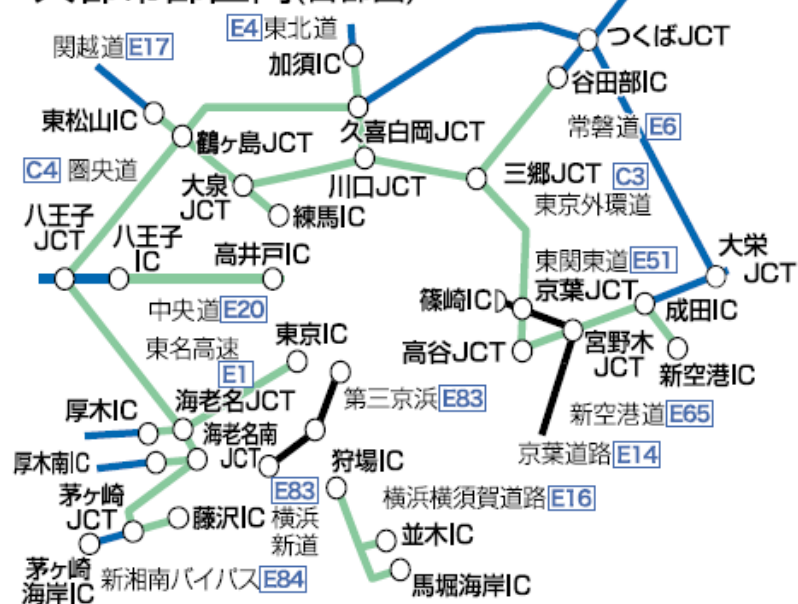 関越道E17
E4東北道
加須IC
つくばJCT
谷田部IC
東松山IC
鶴ヶ島JCT
久喜白岡JCT
常磐道E6
C4 圏央道
大泉
JCT
川口JCT
三郷JCT
C3
東京外環道
練馬IC
八王子
JCT
八王子
IC
高井戸IC
大栄
JCT
東関東道E51
中央道E20
篠崎IC
京葉JCT
成田IC
東名高速
E1
東京IC
高谷JCT
宮野木
JCT
新空港IC
厚木IC
海老名JCT
第三京浜E83
新空港道E65
海老名南
JCT
厚木南IC
京葉道路E14
狩場IC
茅ヶ崎
JCT
藤沢IC
E83
横浜
新道
横浜横須賀道路E16
並木IC
茅ヶ崎
海岸IC
新湘南バイパスE84
馬堀海岸IC